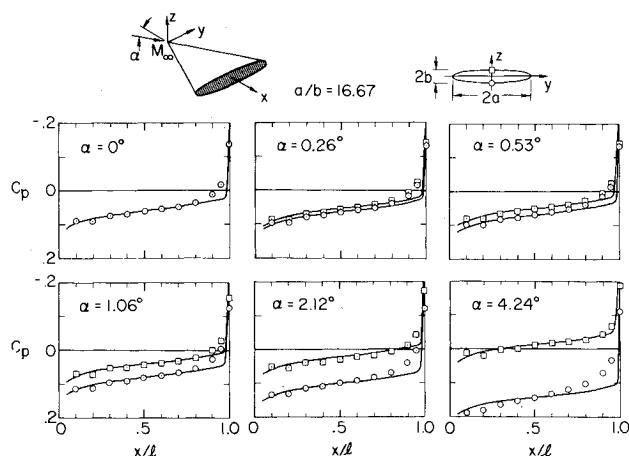 z
y
α
M∞
x
a/b = 16.67
z
2b
y
2a
-.2
0
.2
Cp
α = 0°
α = 0.26°
α = 0.53°
-.2
0
.2
Cp
α = 1.06°
α = 2.12°
α = 4.24°
0 .5 1.0 0 .5 1.0 0 .5 1.0
x/ℓ x/ℓ x/ℓ